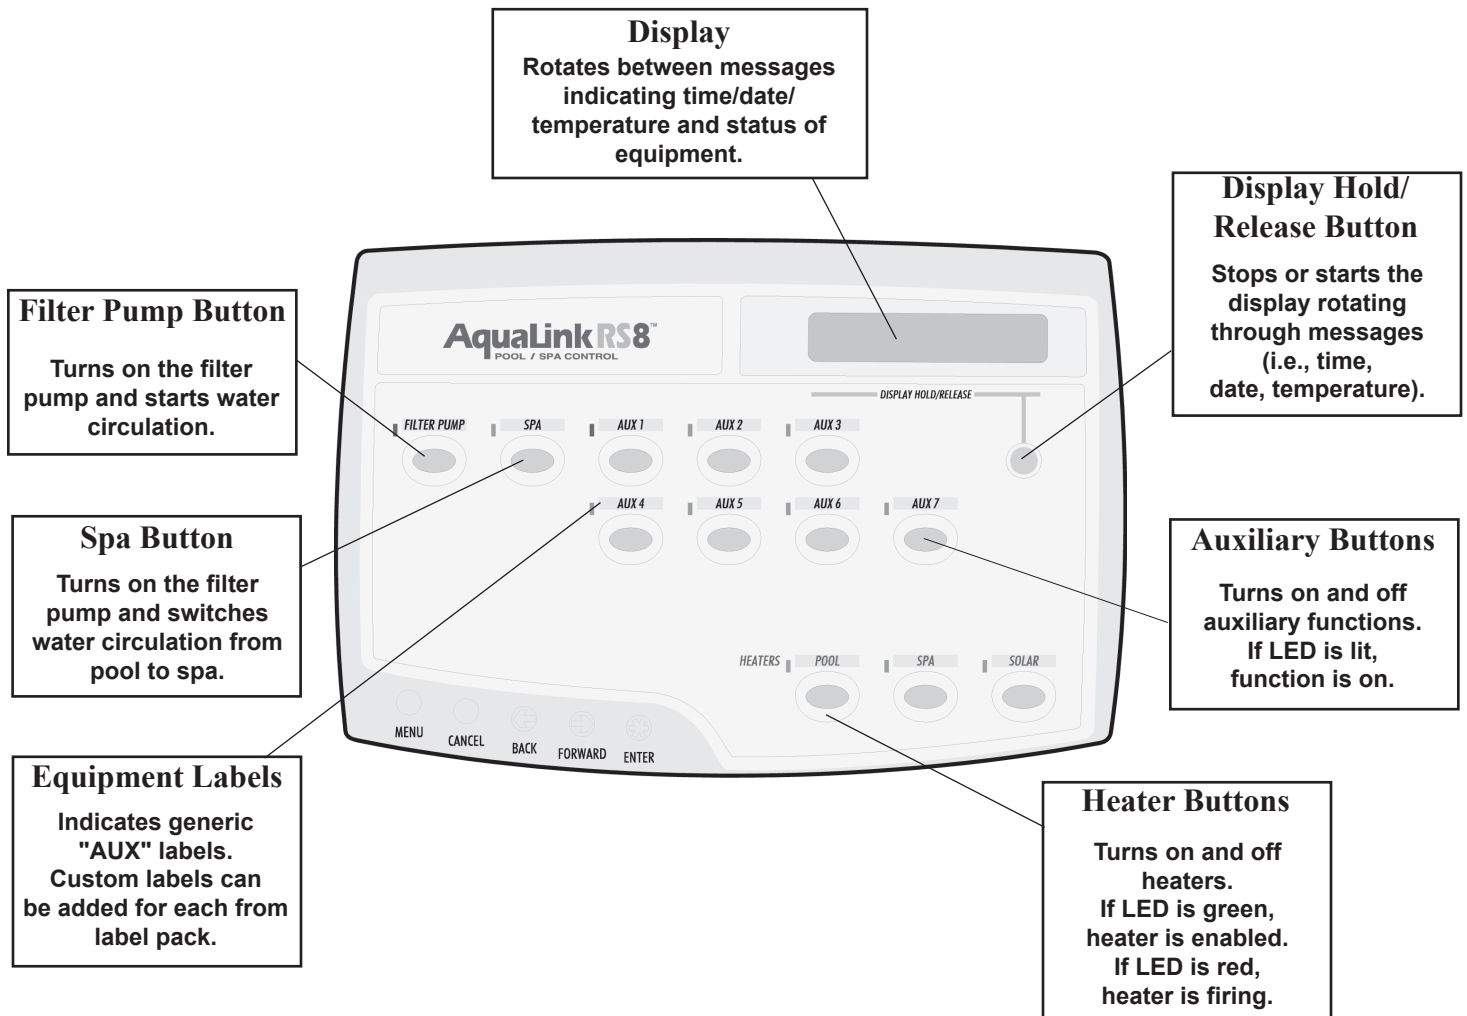 Display
Rotates between messages
indicating time/date/
temperature and status of
equipment.
Display Hold/
Release Button
Stops or starts the
display rotating
through messages
(i.e., time,
date, temperature).
Filter Pump Button
Turns on the filter
pump and starts water
circulation.
AquaLink RS8™
POOL / SPA CONTROL
DISPLAY HOLD/RELEASE
FILTER PUMP
SPA
AUX 1
AUX 2
AUX 3
AUX 4
AUX 5
AUX 6
AUX 7
Spa Button
Turns on the filter
pump and switches
water circulation from
pool to spa.
Auxiliary Buttons
Turns on and off
auxiliary functions.
If LED is lit,
function is on.
HEATERS
POOL
SPA
SOLAR
MENU
CANCEL
BACK
FORWARD
ENTER
Equipment Labels
Indicates generic
"AUX" labels.
Custom labels can
be added for each from
label pack.
Heater Buttons
Turns on and off
heaters.
If LED is green,
heater is enabled.
If LED is red,
heater is firing.